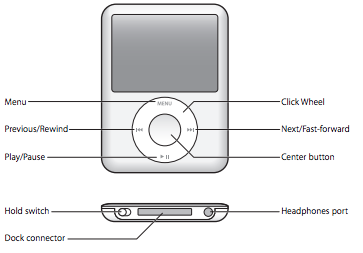 MENU
Menu
Click Wheel
Previous/Rewind
Next/Fast-forward
Play/Pause
Center button
Hold switch
Headphones port
Dock connector